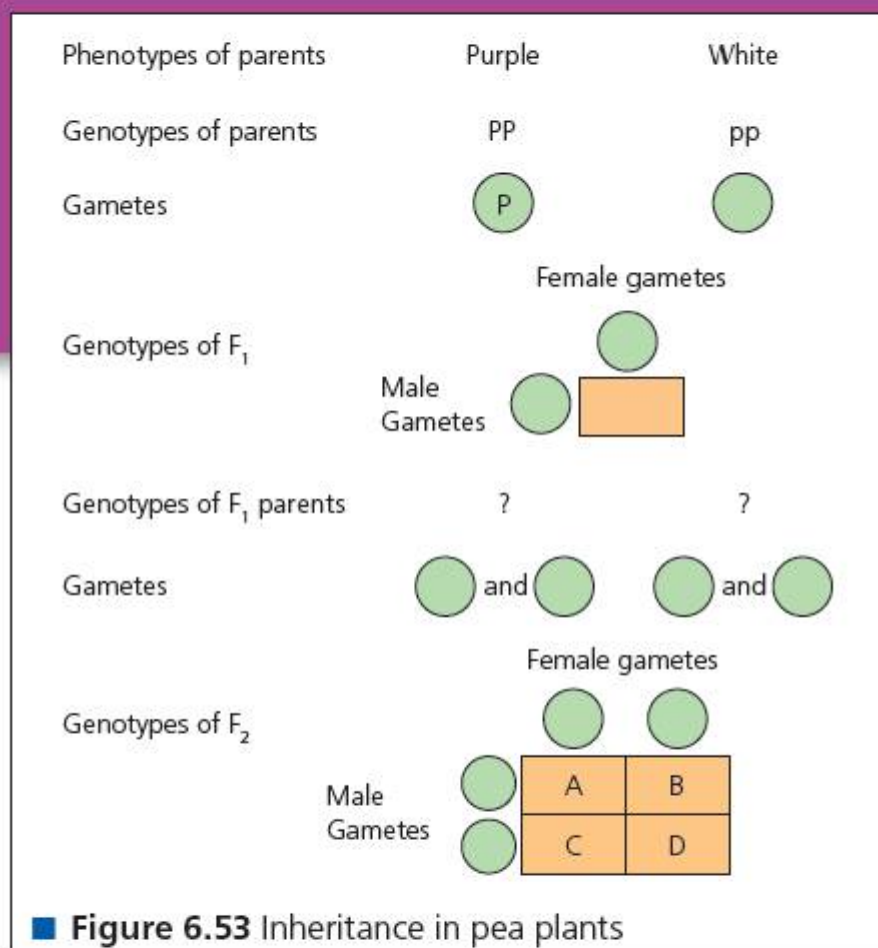 Phenotypes of parents Purple White
Genotypes of parents PP pp
Gametes P
Female gametes
Genotypes of F₁
Male
Gametes
Genotypes of F₁ parents ? ?
Gametes and and
Female gametes
Genotypes of F₂
A B
Male
Gametes
C D
■ Figure 6.53 Inheritance in pea plants